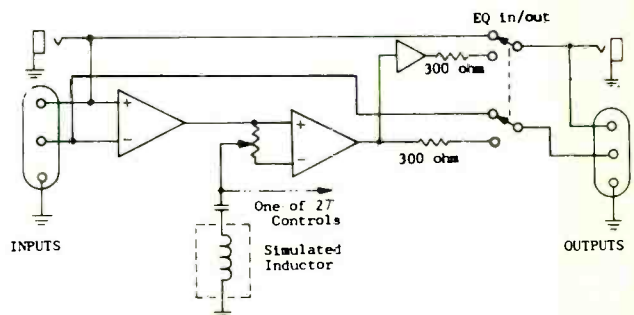 EQ in/out
300 ohm
+
−
+
−
300 ohm
One of 27
Controls
Simulated
Inductor
INPUTS
OUTPUTS